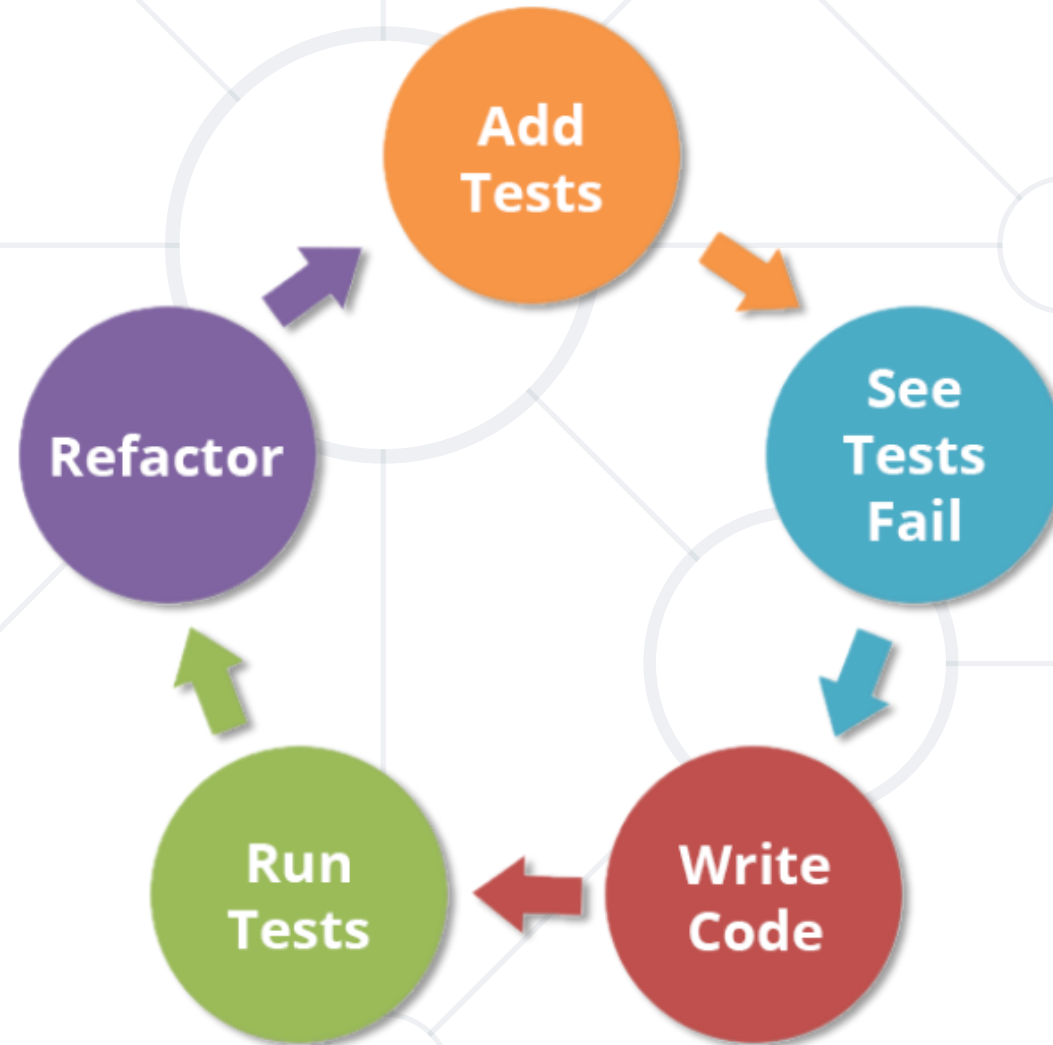 Add
Tests
See
Tests
Fail
Write
Code
Run
Tests
Refactor